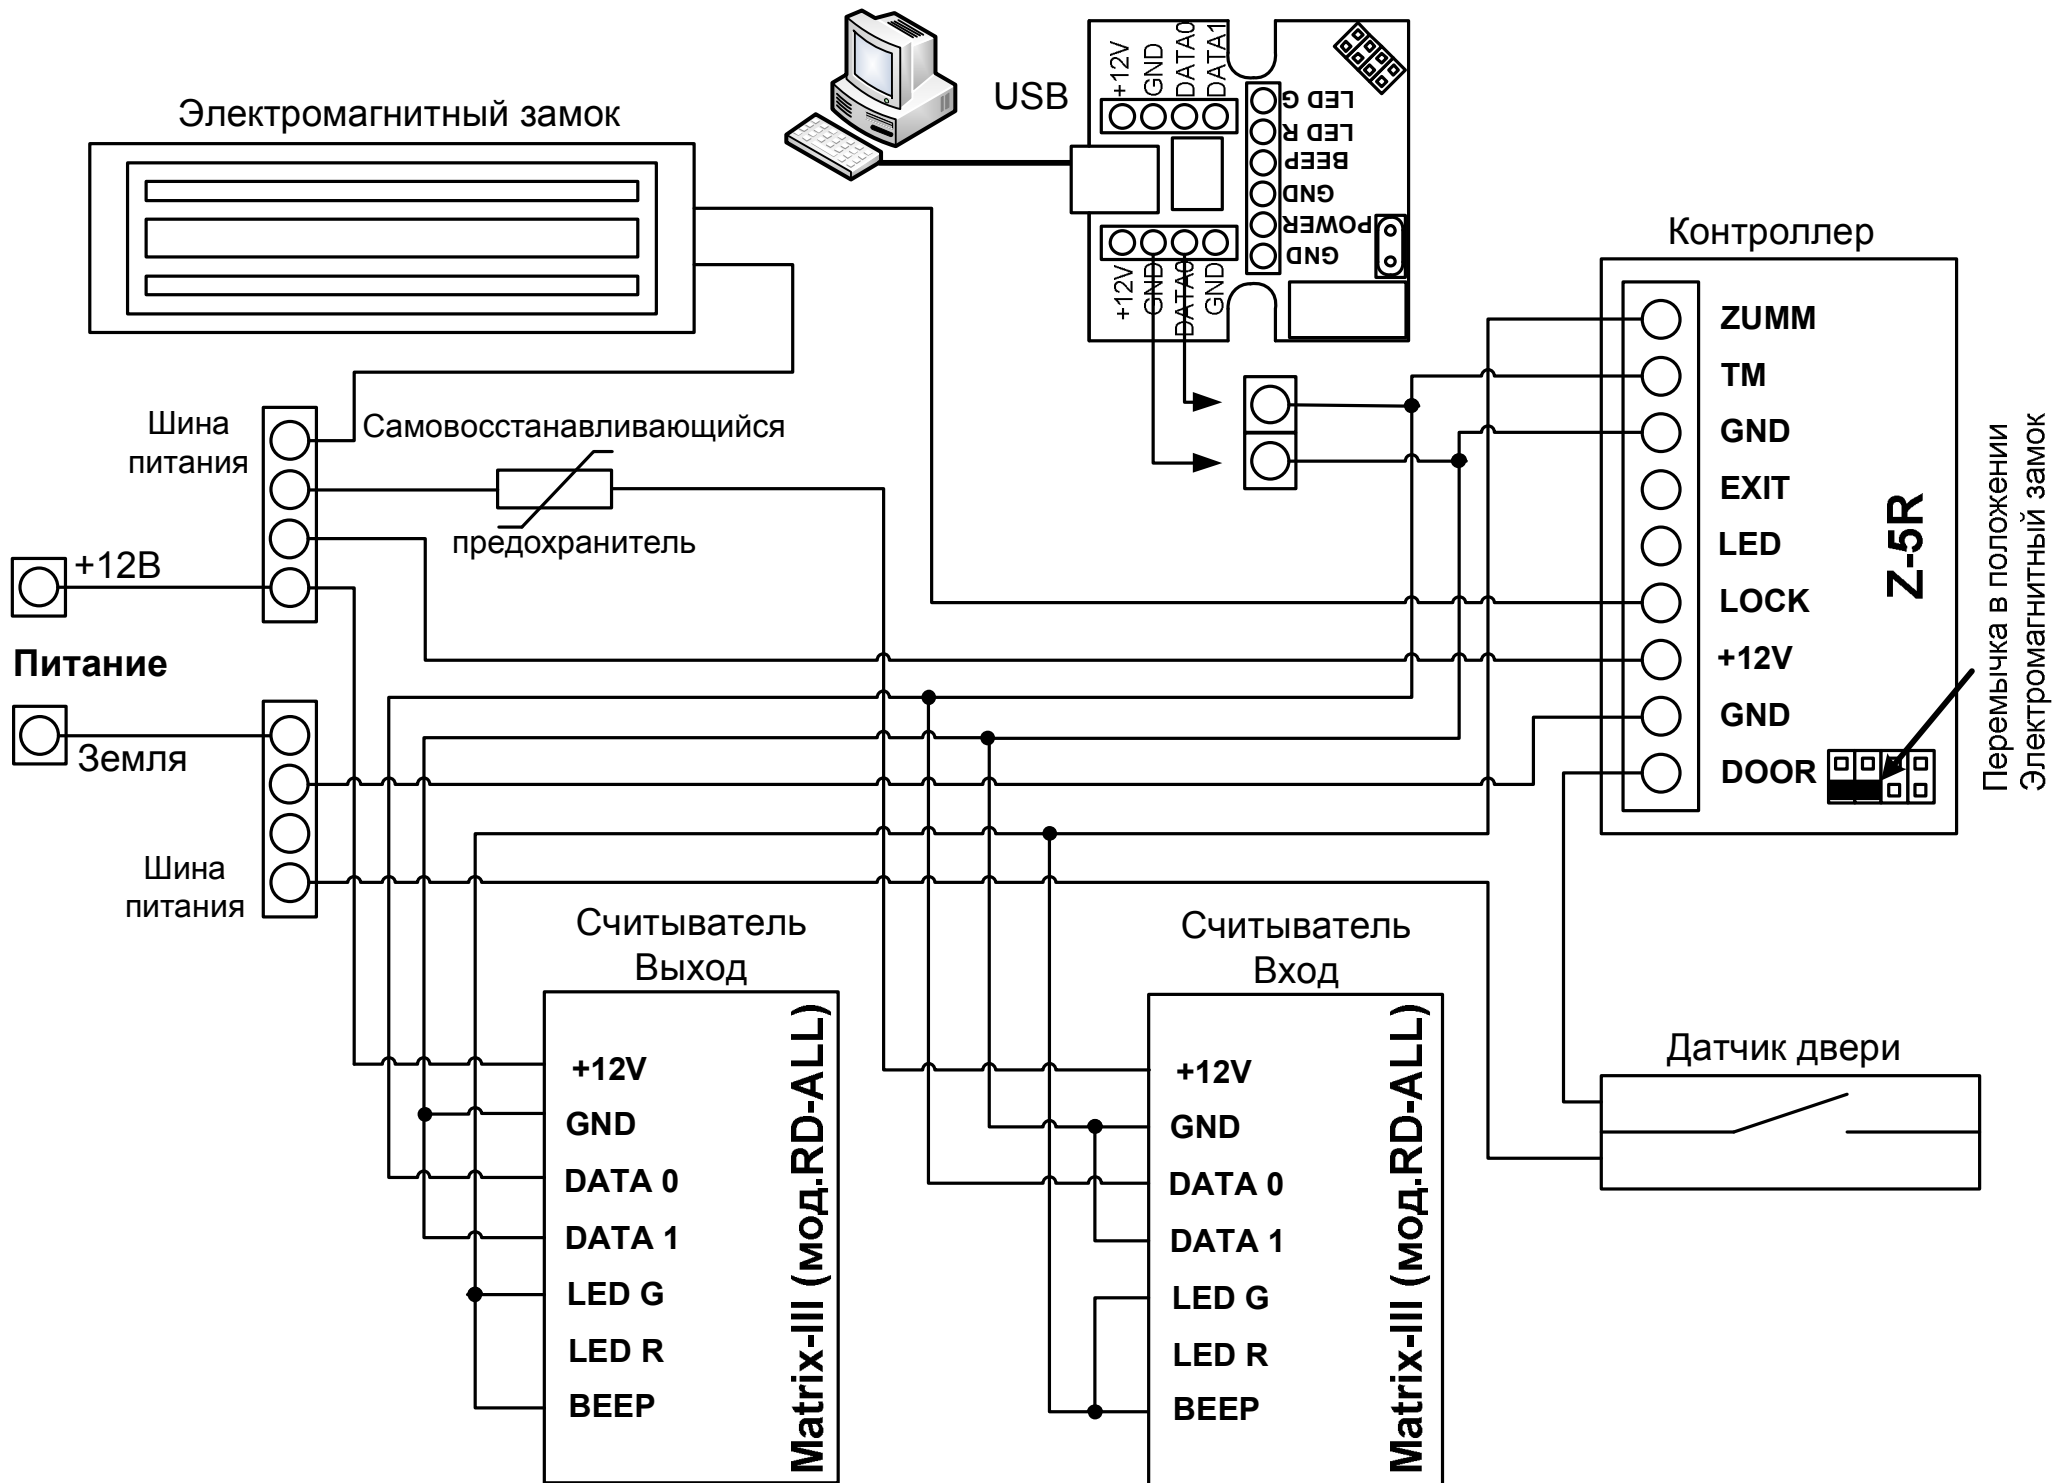 USB
+12V
GND
DATA0
DATA1
LED G
LED R
BEEP
GND
POWER
GND
+12V
GND
DATA0
GND
Электромагнитный замок
Контроллер
ZUMM
TM
GND
EXIT
LED
LOCK
+12V
GND
DOOR
Z-5R
Перемычка в положении
Электромагнитный замок
Шина
питания
Самовосстанавливающийся
предохранитель
+12В
Питание
Земля
Шина
питания
Считыватель
Выход
+12V
GND
DATA 0
DATA 1
LED G
LED R
BEEP
Matrix-III (мод.RD-ALL)
Считыватель
Вход
+12V
GND
DATA 0
DATA 1
LED G
LED R
BEEP
Matrix-III (мод.RD-ALL)
Датчик двери